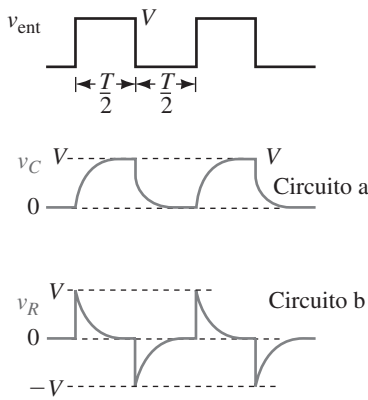 v_ent V
T/2 T/2
v_C V V
0 Circuito a
V Circuito b
v_R
0
−V